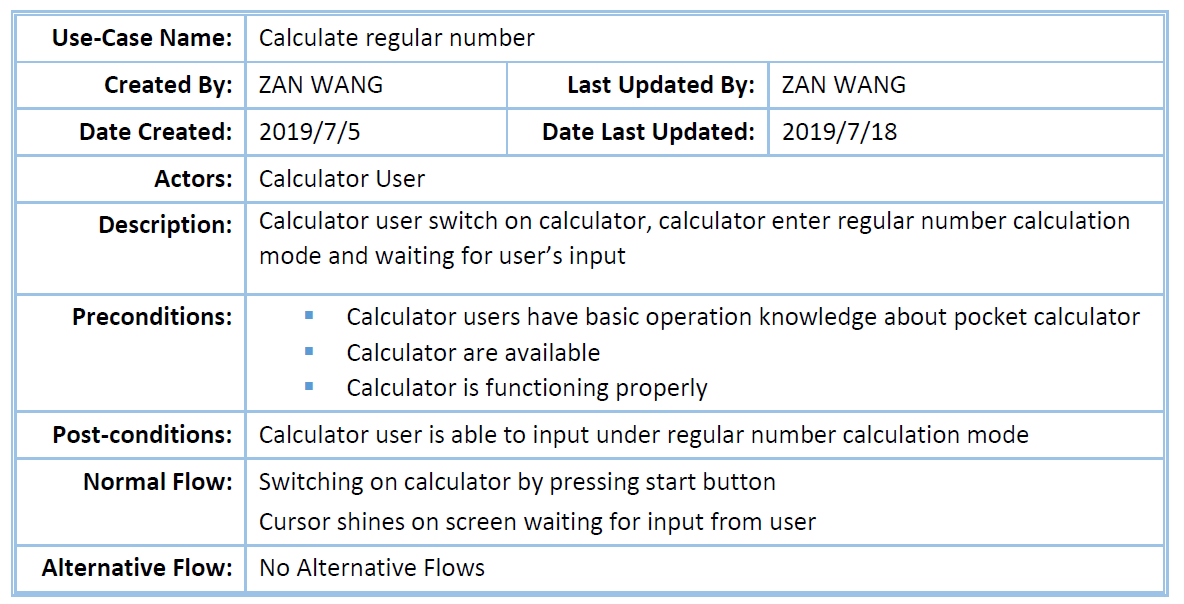 Use-Case Name: Calculate regular number
Created By: ZAN WANG Last Updated By: ZAN WANG
Date Created: 2019/7/5 Date Last Updated: 2019/7/18
Actors: Calculator User
Description: Calculator user switch on calculator, calculator enter regular number calculation
mode and waiting for user’s input
Preconditions: ▪ Calculator users have basic operation knowledge about pocket calculator
▪ Calculator are available
▪ Calculator is functioning properly
Post-conditions: Calculator user is able to input under regular number calculation mode
Normal Flow: Switching on calculator by pressing start button
Cursor shines on screen waiting for input from user
Alternative Flow: No Alternative Flows